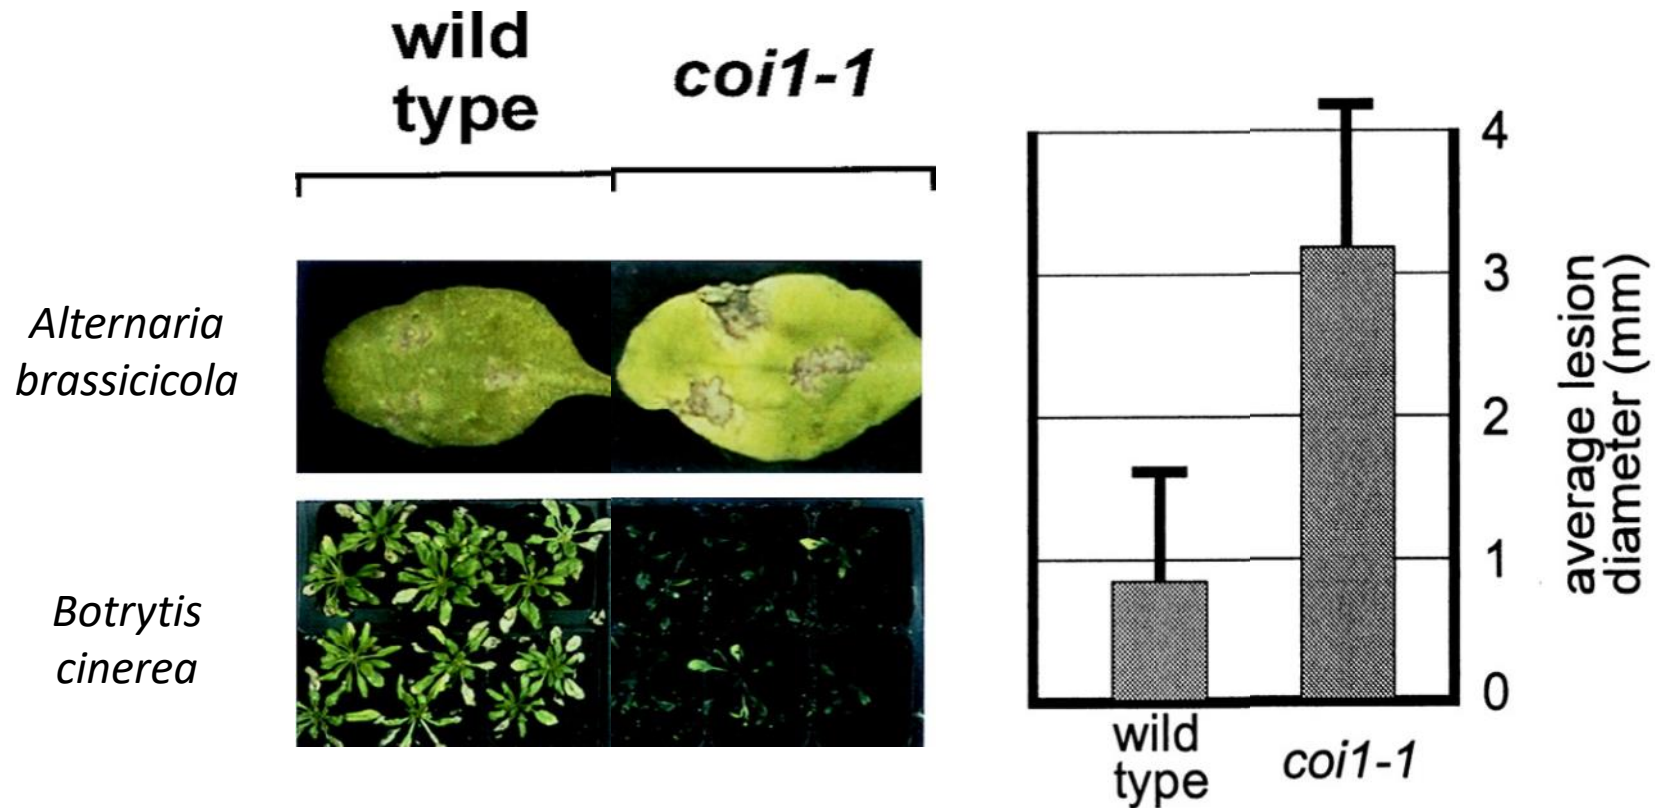 wild
type
coi1-1
Alternaria
brassicicola
Botrytis
cinerea
4
3
2
1
0
average lesion
diameter (mm)
wild
type
coi1-1